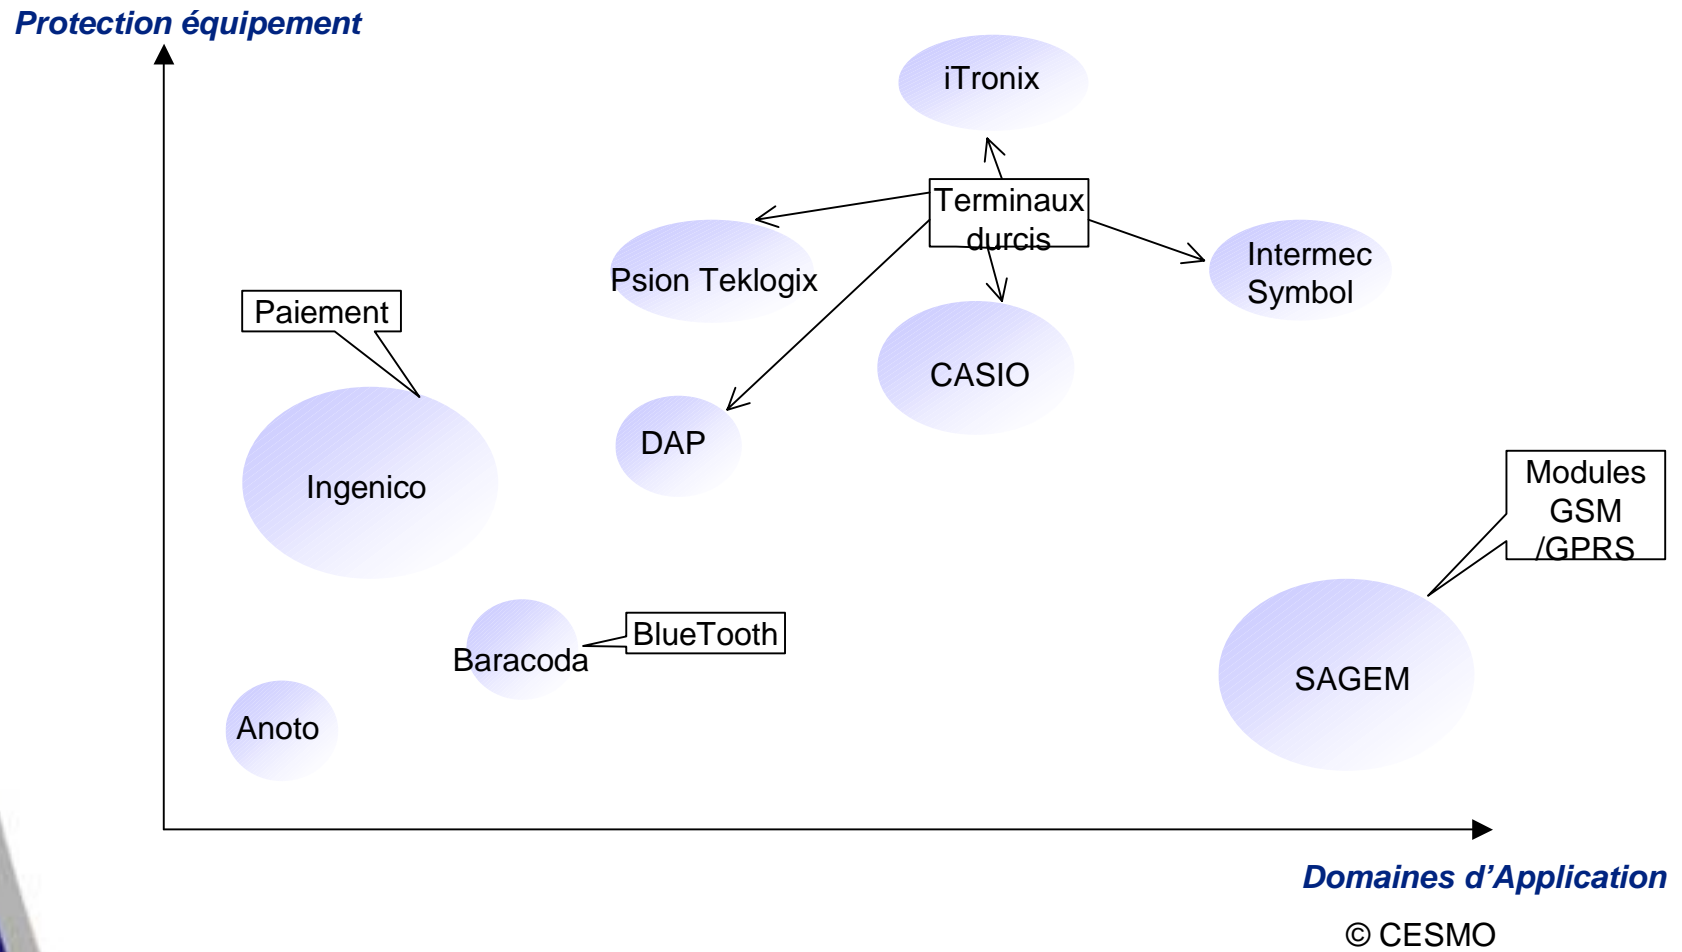 Protection équipement
iTronix
Terminaux
durcis
Psion Teklogix
Intermec
Symbol
Paiement
CASIO
DAP
Ingenico
Modules
GSM
/GPRS
BlueTooth
Baracoda
SAGEM
Anoto
Domaines d'Application
© CESMO